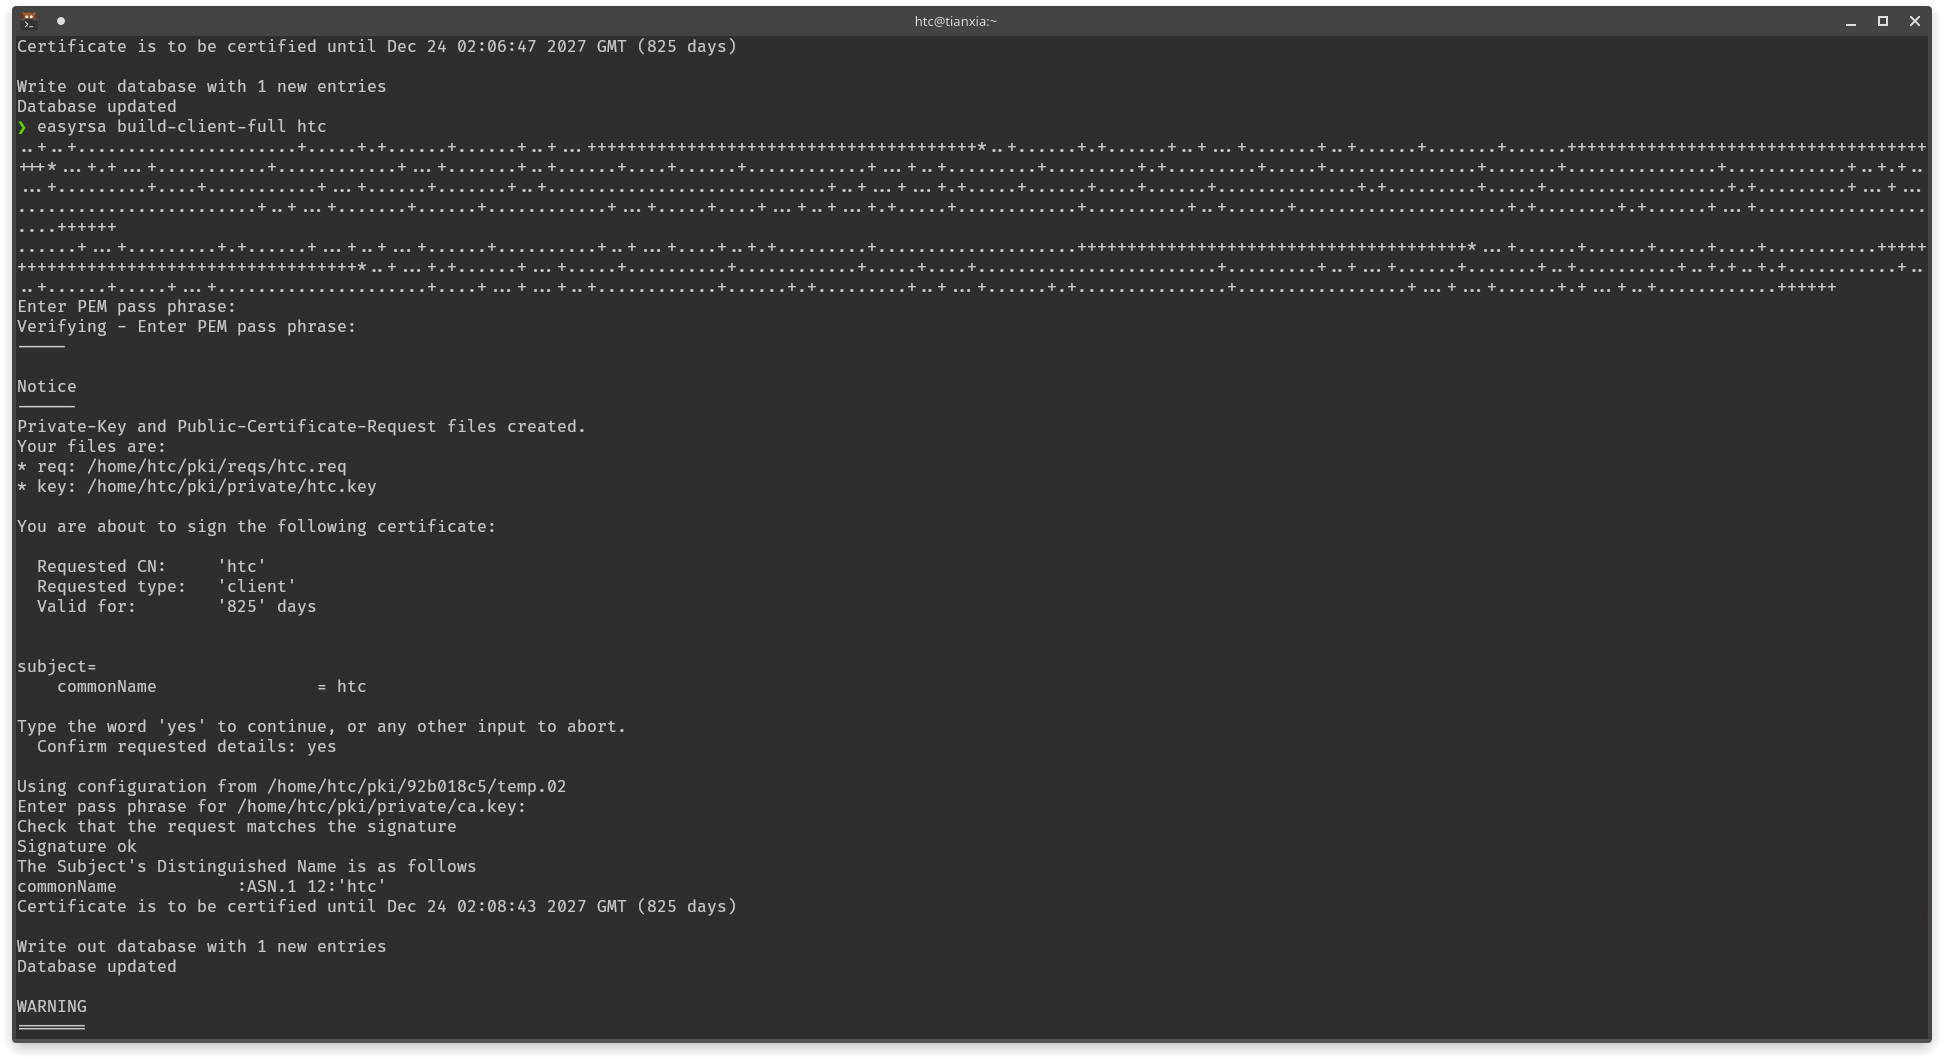 htc@tianxia:~
Certificate is to be certified until Dec 24 02:06:47 2027 GMT (825 days)
Write out database with 1 new entries
Database updated
❯ easyrsa build-client-full htc
Enter PEM pass phrase:
Verifying - Enter PEM pass phrase:
-----
Notice
------
Private-Key and Public-Certificate-Request files created.
Your files are:
* req: /home/htc/pki/reqs/htc.req
* key: /home/htc/pki/private/htc.key
You are about to sign the following certificate:
Requested CN: 'htc'
Requested type: 'client'
Valid for: '825' days
subject=
commonName = htc
Type the word 'yes' to continue, or any other input to abort.
Confirm requested details: yes
Using configuration from /home/htc/pki/92b018c5/temp.02
Enter pass phrase for /home/htc/pki/private/ca.key:
Check that the request matches the signature
Signature ok
The Subject's Distinguished Name is as follows
commonName :ASN.1 12:'htc'
Certificate is to be certified until Dec 24 02:08:43 2027 GMT (825 days)
Write out database with 1 new entries
Database updated
WARNING
=======